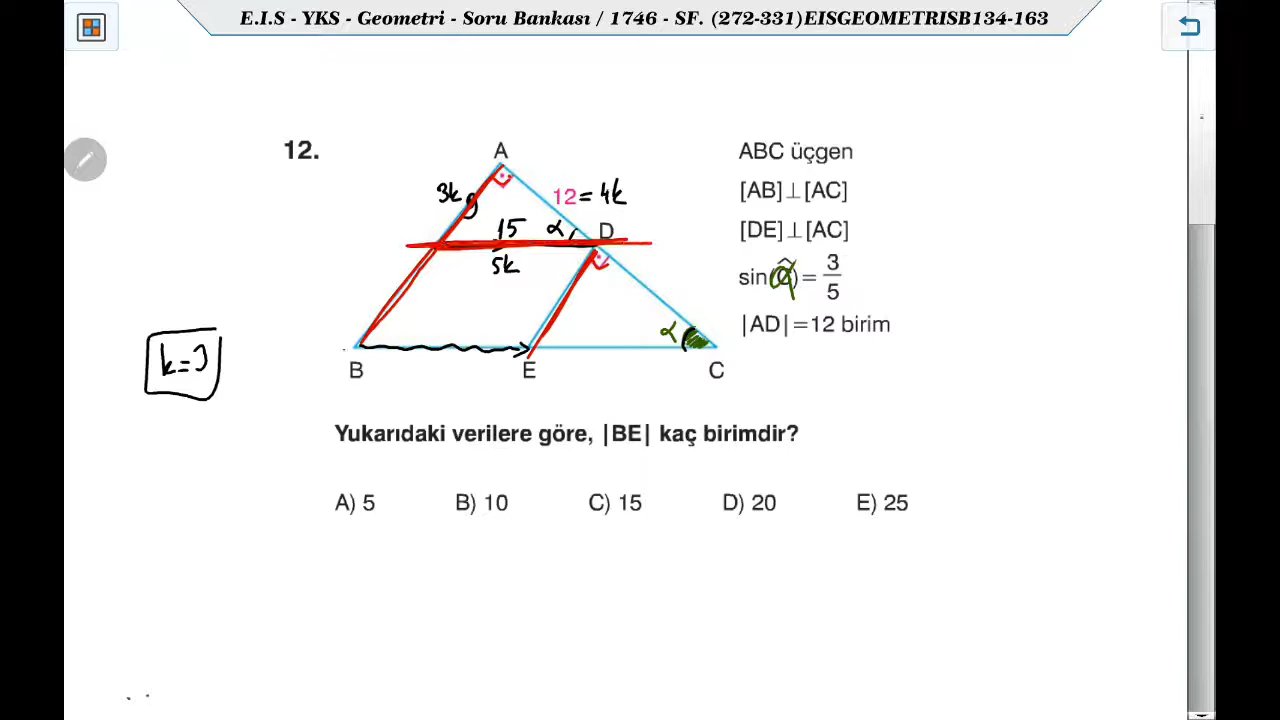 E.I.S - YKS - Geometri - Soru Bankası / 1746 - SF. (272-331)EISGEOMETRISB134-163
12.
A
ABC üçgen
3k
9
12 = 4k
[AB]⊥[AC]
15
α
D
[DE]⊥[AC]
5k
sin(α) = 3/5
α
|AD|=12 birim
k=3
B
E
C
Yukarıdaki verilere göre, |BE| kaç birimdir?
A) 5 B) 10 C) 15 D) 20 E) 25